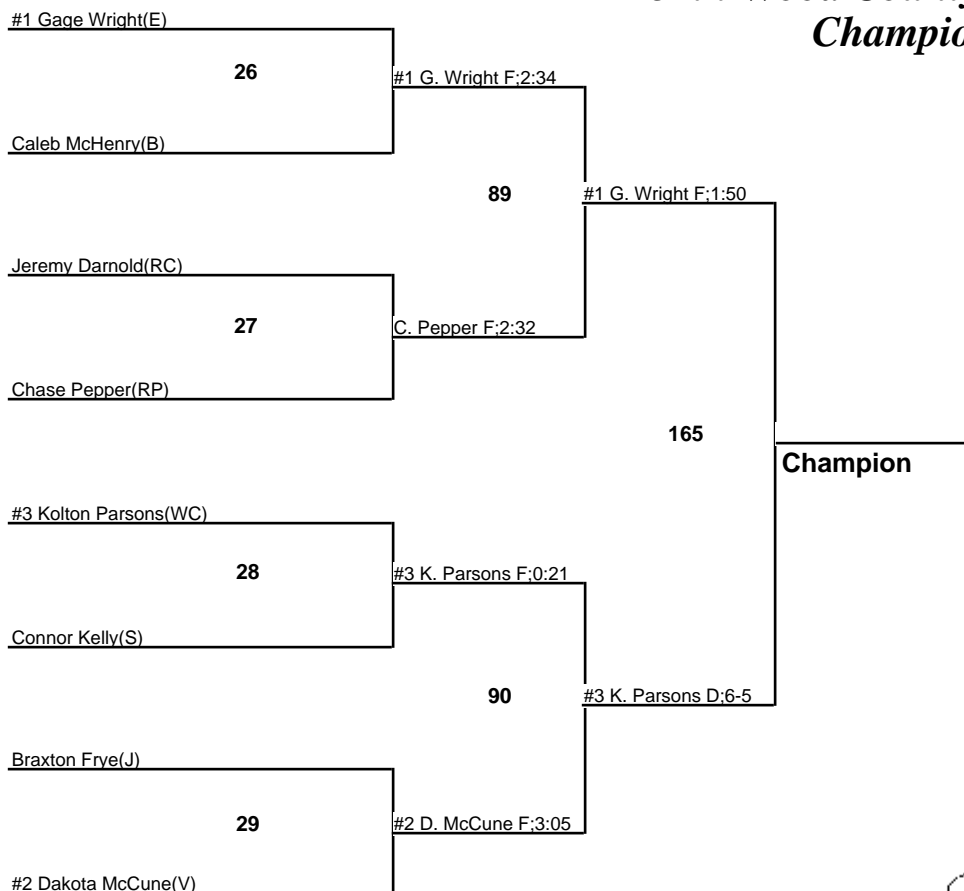 Champio
#1 Gage Wright(E)
26
#1 G. Wright F;2:34
Caleb McHenry(B)
89
#1 G. Wright F;1:50
Jeremy Darnold(RC)
27
C. Pepper F;2:32
Chase Pepper(RP)
165
Champion
#3 Kolton Parsons(WC)
28
#3 K. Parsons F;0:21
Connor Kelly(S)
90
#3 K. Parsons D;6-5
Braxton Frye(J)
29
#2 D. McCune F;3:05
#2 Dakota McCune(V)